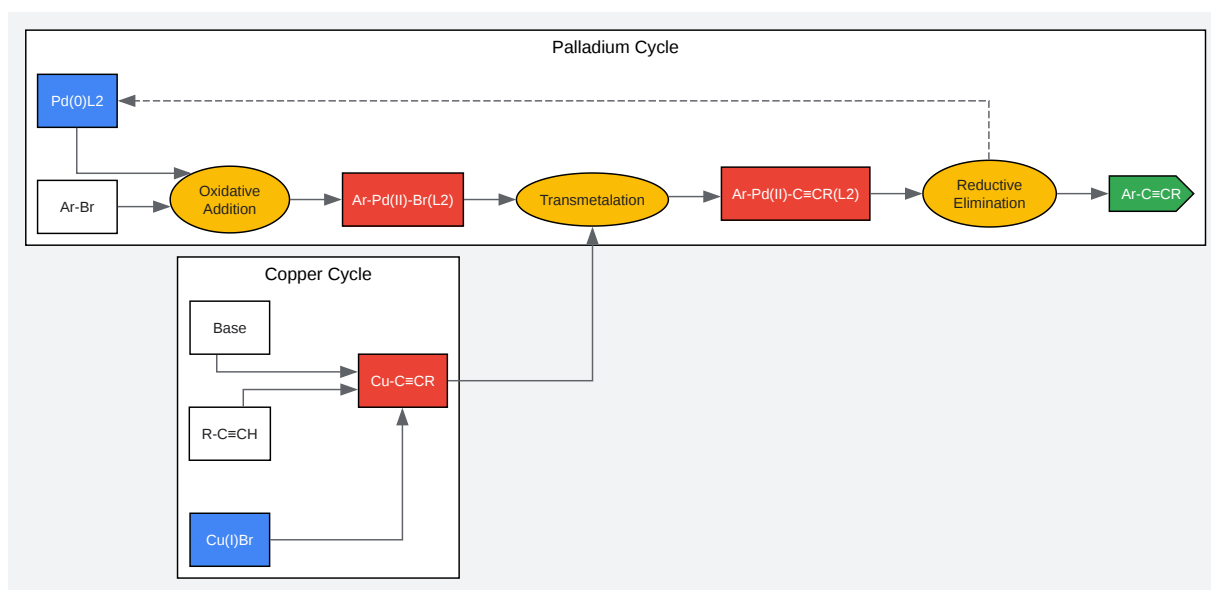 Palladium Cycle
Pd(0)L2
Ar-Br
Oxidative
Addition
Ar-Pd(II)-Br(L2)
Transmetalation
Ar-Pd(II)-C≡CR(L2)
Reductive
Elimination
Ar-C≡CR
Copper Cycle
Base
Cu-C≡CR
R-C≡CH
Cu(I)Br